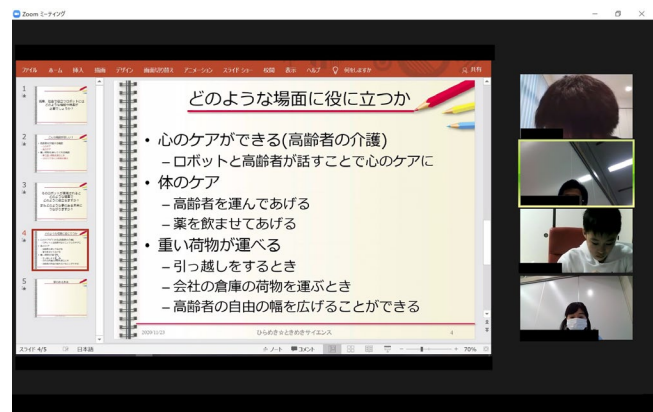 Zoom ミーティング
ファイル ホーム 挿入 描画 デザイン 画面切り替え アニメーション スライド ショー 校閲 表示 ヘルプ 共有
1
2
3
4
5
どのような場面に役に立つか
• 心のケアができる(高齢者の介護)
– ロボットと高齢者が話すことで心のケアに
• 体のケア
– 高齢者を運んであげる
– 薬を飲ませてあげる
• 重い荷物が運べる
– 引っ越しをするとき
– 会社の倉庫の荷物を運ぶとき
– 高齢者の自由の幅を広げることができる
ひらめき☆ときめきサイエンス 4
スライド 4/5 日本語 ノート コメント 70%